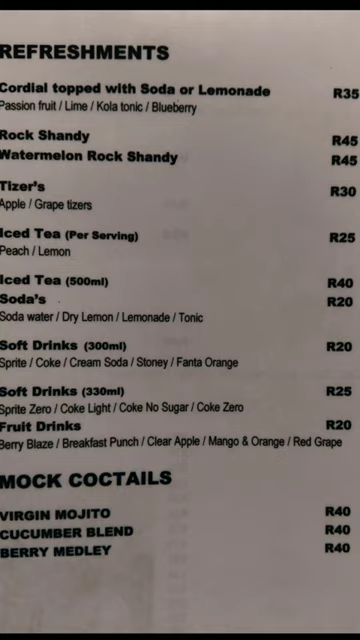 REFRESHMENTS
Cordial topped with Soda or Lemonade R35
Passion fruit / Lime / Kola tonic / Blueberry
Rock Shandy R45
Watermelon Rock Shandy R45
Tizer's R30
Apple / Grape tizers
Iced Tea (Per Serving) R25
Peach / Lemon
Iced Tea (500ml) R40
Soda's R20
Soda water / Dry Lemon / Lemonade / Tonic
Soft Drinks (300ml) R20
Sprite / Coke / Cream Soda / Stoney / Fanta Orange
Soft Drinks (330ml) R25
Sprite Zero / Coke Light / Coke No Sugar / Coke Zero
Fruit Drinks R20
Berry Blaze / Breakfast Punch / Clear Apple / Mango & Orange / Red Grape
MOCK COCTAILS
VIRGIN MOJITO R40
CUCUMBER BLEND R40
BERRY MEDLEY R40